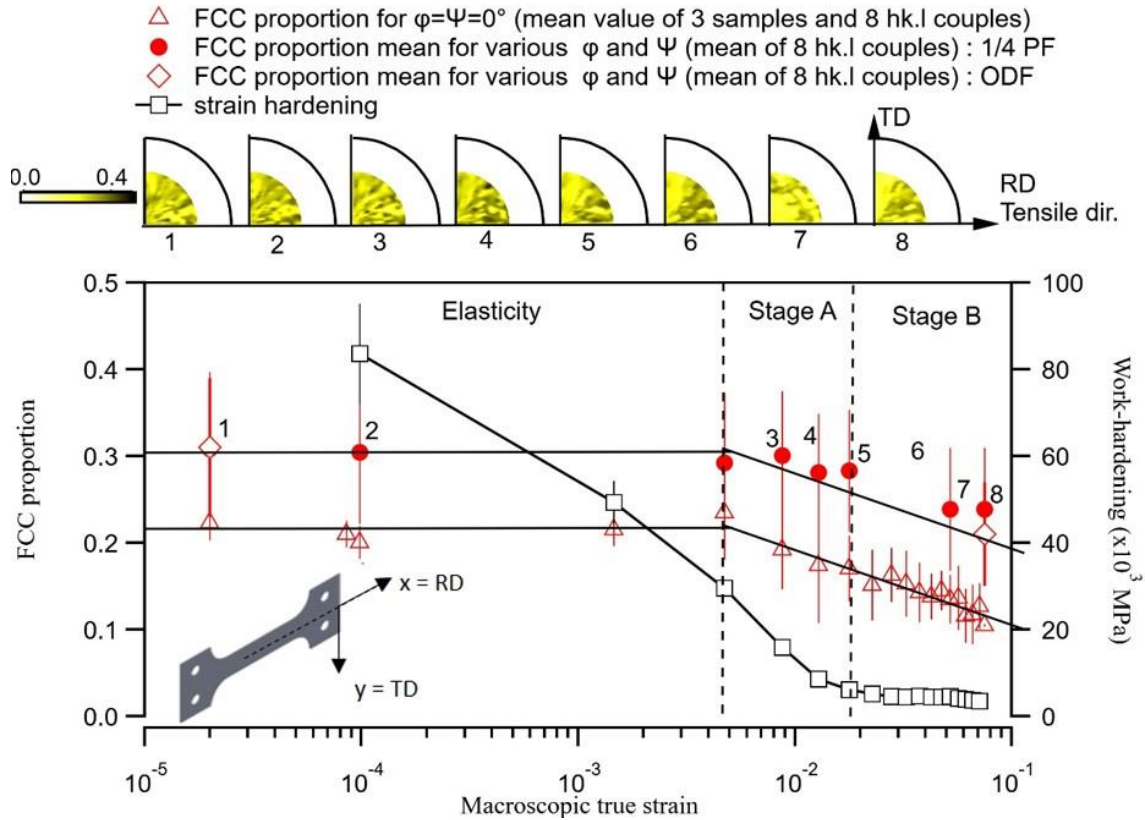 FCC proportion for φ=Ψ=0° (mean value of 3 samples and 8 hk.l couples)
FCC proportion mean for various φ and Ψ (mean of 8 hk.l couples) : 1/4 PF
FCC proportion mean for various φ and Ψ (mean of 8 hk.l couples) : ODF
strain hardening
TD
0.0 0.4
RD
Tensile dir.
1 2 3 4 5 6 7 8
0.5 100
Elasticity Stage A Stage B
0.4 80
1 2 3 4 5 6 7 8
0.3 60
0.2 40
0.1 20
0.0 0
FCC proportion
Work-hardening (x10³ MPa)
x = RD
y = TD
10⁻⁵ 10⁻⁴ 10⁻³ 10⁻² 10⁻¹
Macroscopic true strain